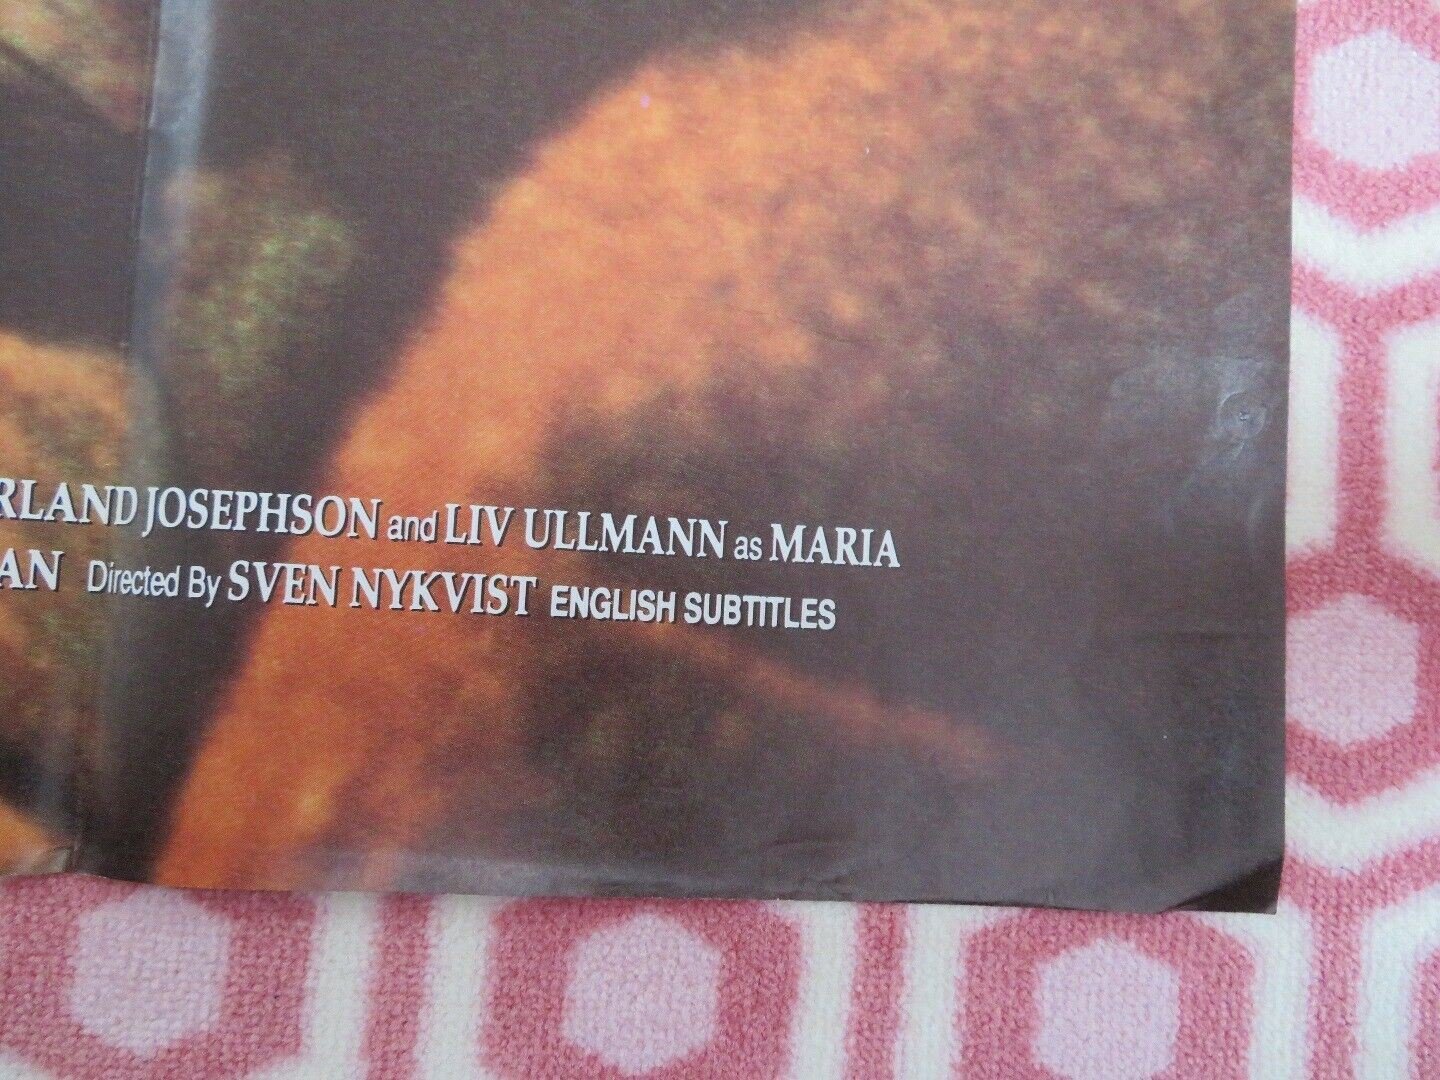 RLAND JOSEPHSON and LIV ULLMANN as MARIA
AN Directed By SVEN NYKVIST ENGLISH SUBTITLES